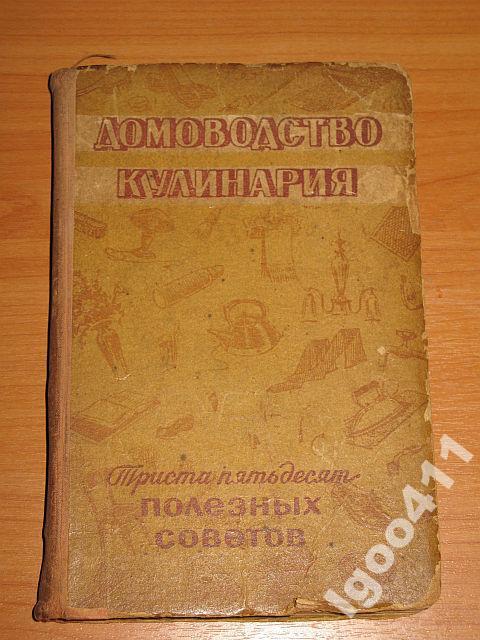 ДОМОВОДСТВО
КУЛИНАРИЯ
Триста пятьдесят
полезных
советов
Igoo411